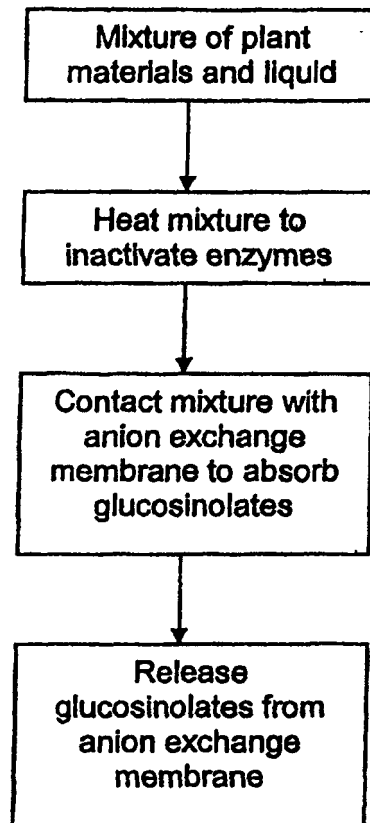 Mixture of plant
materials and liquid
Heat mixture to
inactivate enzymes
Contact mixture with
anion exchange
membrane to absorb
glucosinolates
Release
glucosinolates from
anion exchange
membrane